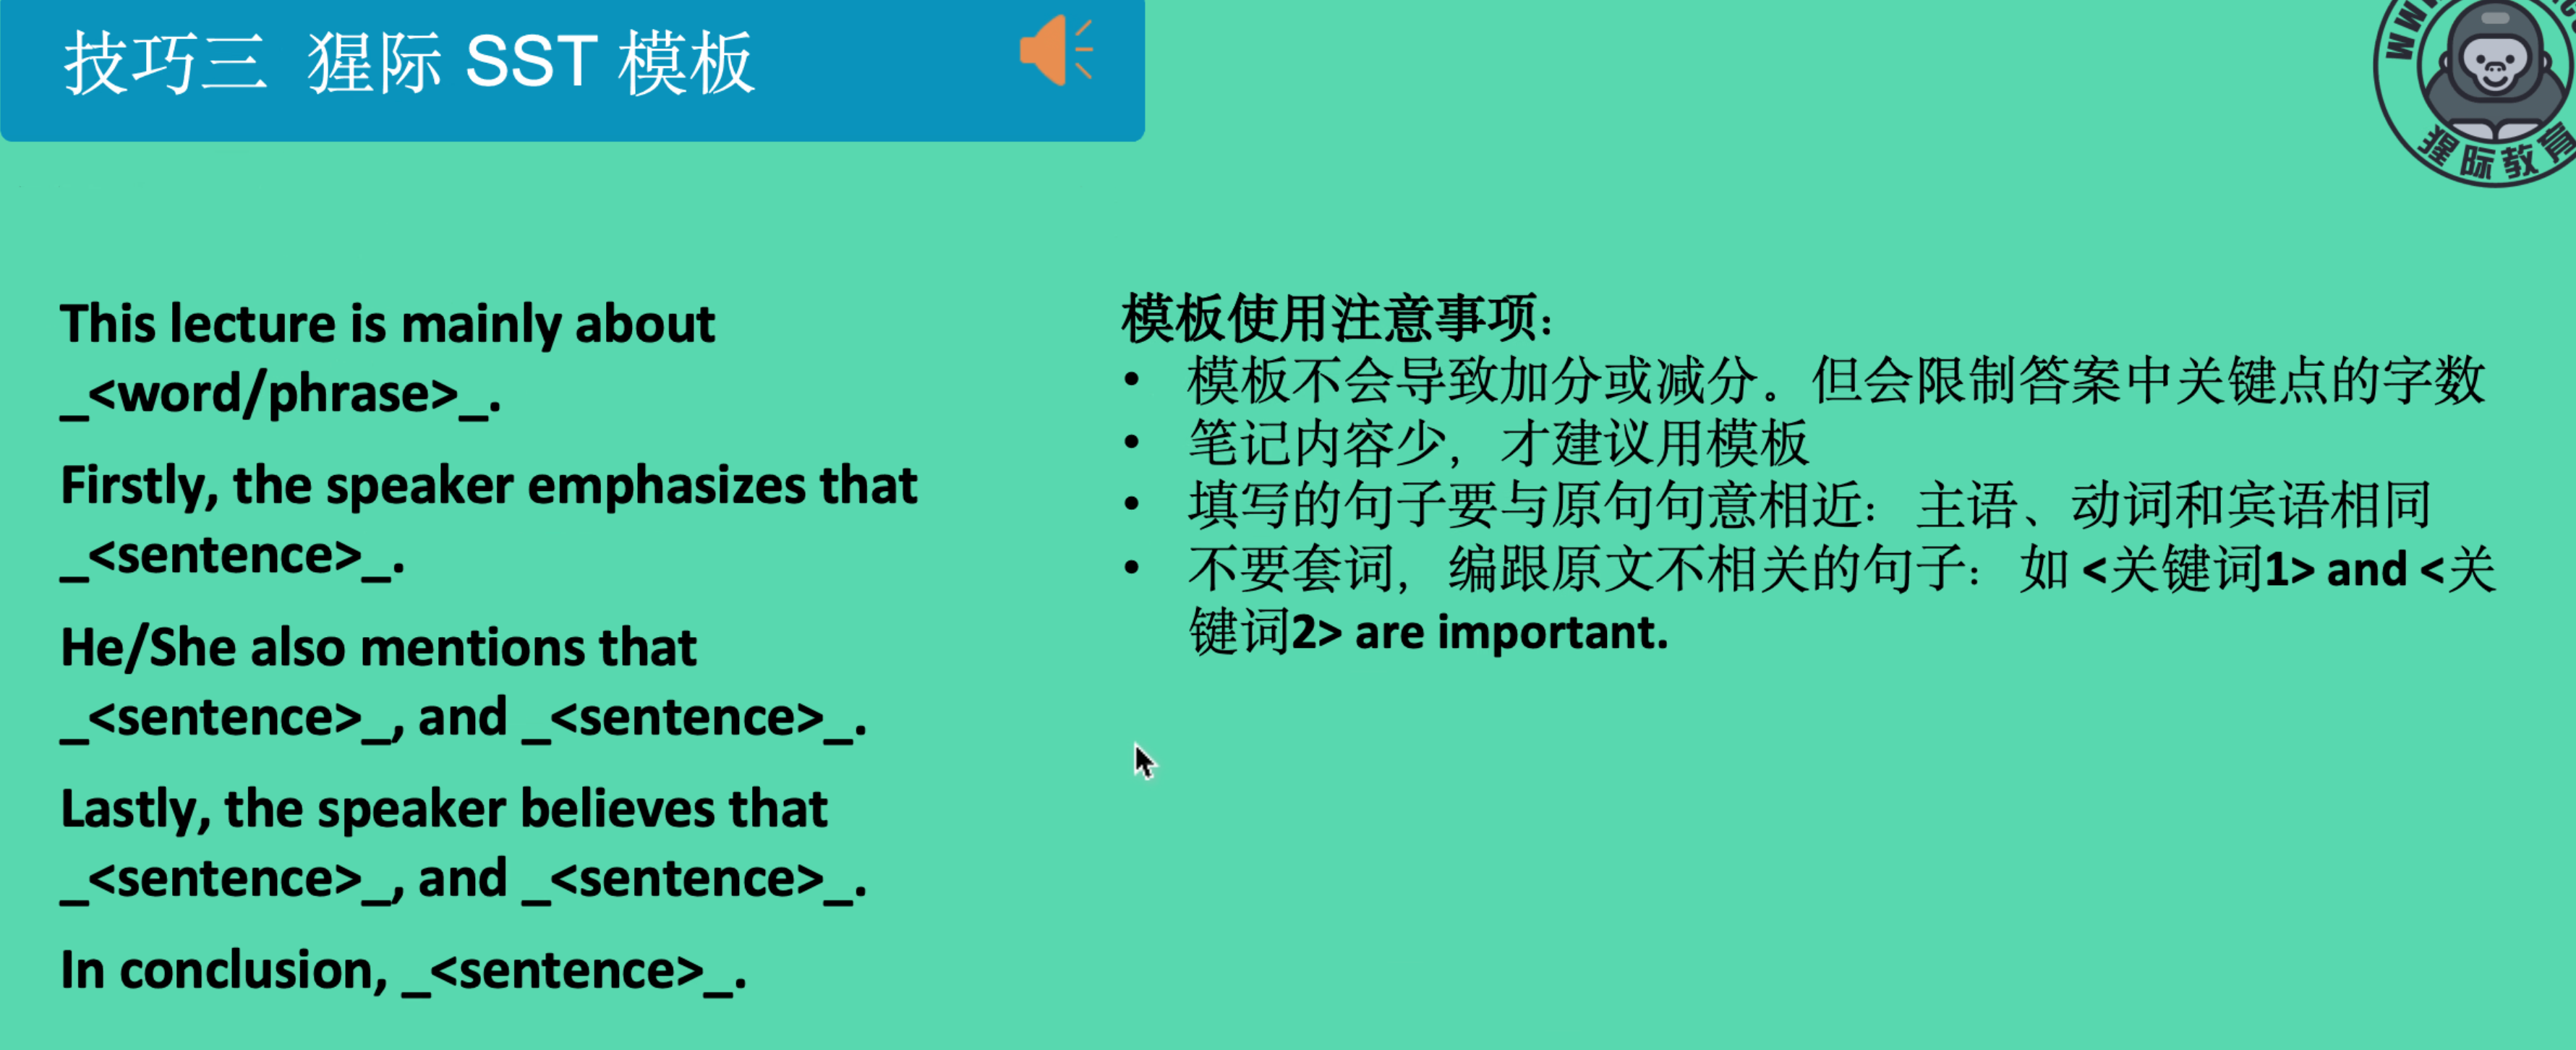 技巧三 猩际 SST 模板
猩际教育
This lecture is mainly about
_<word/phrase>_.
Firstly, the speaker emphasizes that
_<sentence>_.
He/She also mentions that
_<sentence>_, and _<sentence>_.
Lastly, the speaker believes that
_<sentence>_, and _<sentence>_.
In conclusion, _<sentence>_.
模板使用注意事项：
• 模板不会导致加分或减分。但会限制答案中关键点的字数
• 笔记内容少，才建议用模板
• 填写的句子要与原句句意相近： 主语、动词和宾语相同
• 不要套词，编跟原文不相关的句子： 如 <关键词1> and <关
键词2> are important.